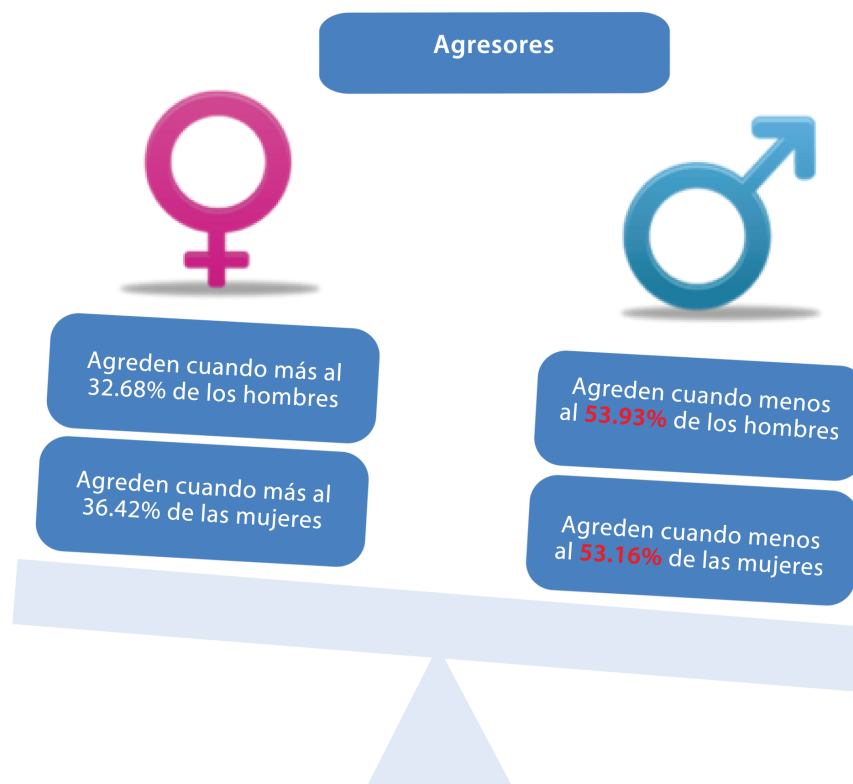 Agresores
Agreden cuando más al
32.68% de los hombres
Agreden cuando más al
36.42% de las mujeres
Agreden cuando menos
al 53.93% de los hombres
Agreden cuando menos
al 53.16% de las mujeres